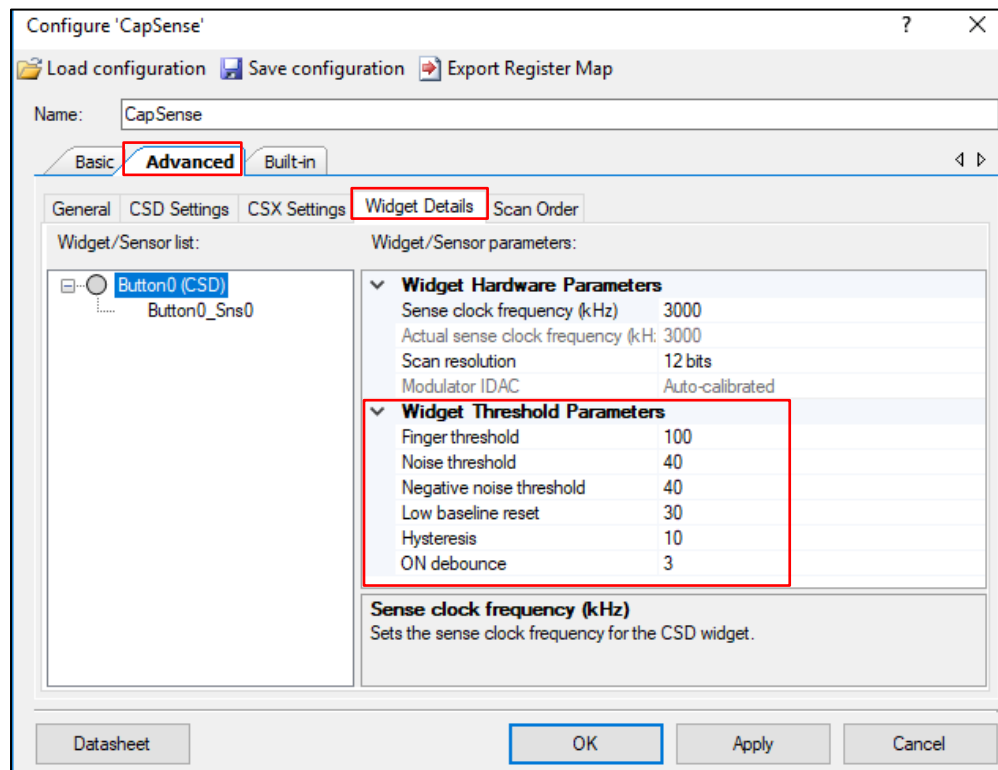 Configure 'CapSense'
?
Load configuration Save configuration Export Register Map
Name: CapSense
Basic Advanced Built-in
General CSD Settings CSX Settings Widget Details Scan Order
Widget/Sensor list:
Widget/Sensor parameters:
Button0 (CSD)
Button0_Sns0
Widget Hardware Parameters
Sense clock frequency (kHz) 3000
Actual sense clock frequency (kH: 3000
Scan resolution 12 bits
Modulator IDAC Auto-calibrated
Widget Threshold Parameters
Finger threshold 100
Noise threshold 40
Negative noise threshold 40
Low baseline reset 30
Hysteresis 10
ON debounce 3
Sense clock frequency (kHz)
Sets the sense clock frequency for the CSD widget.
Datasheet OK Apply Cancel